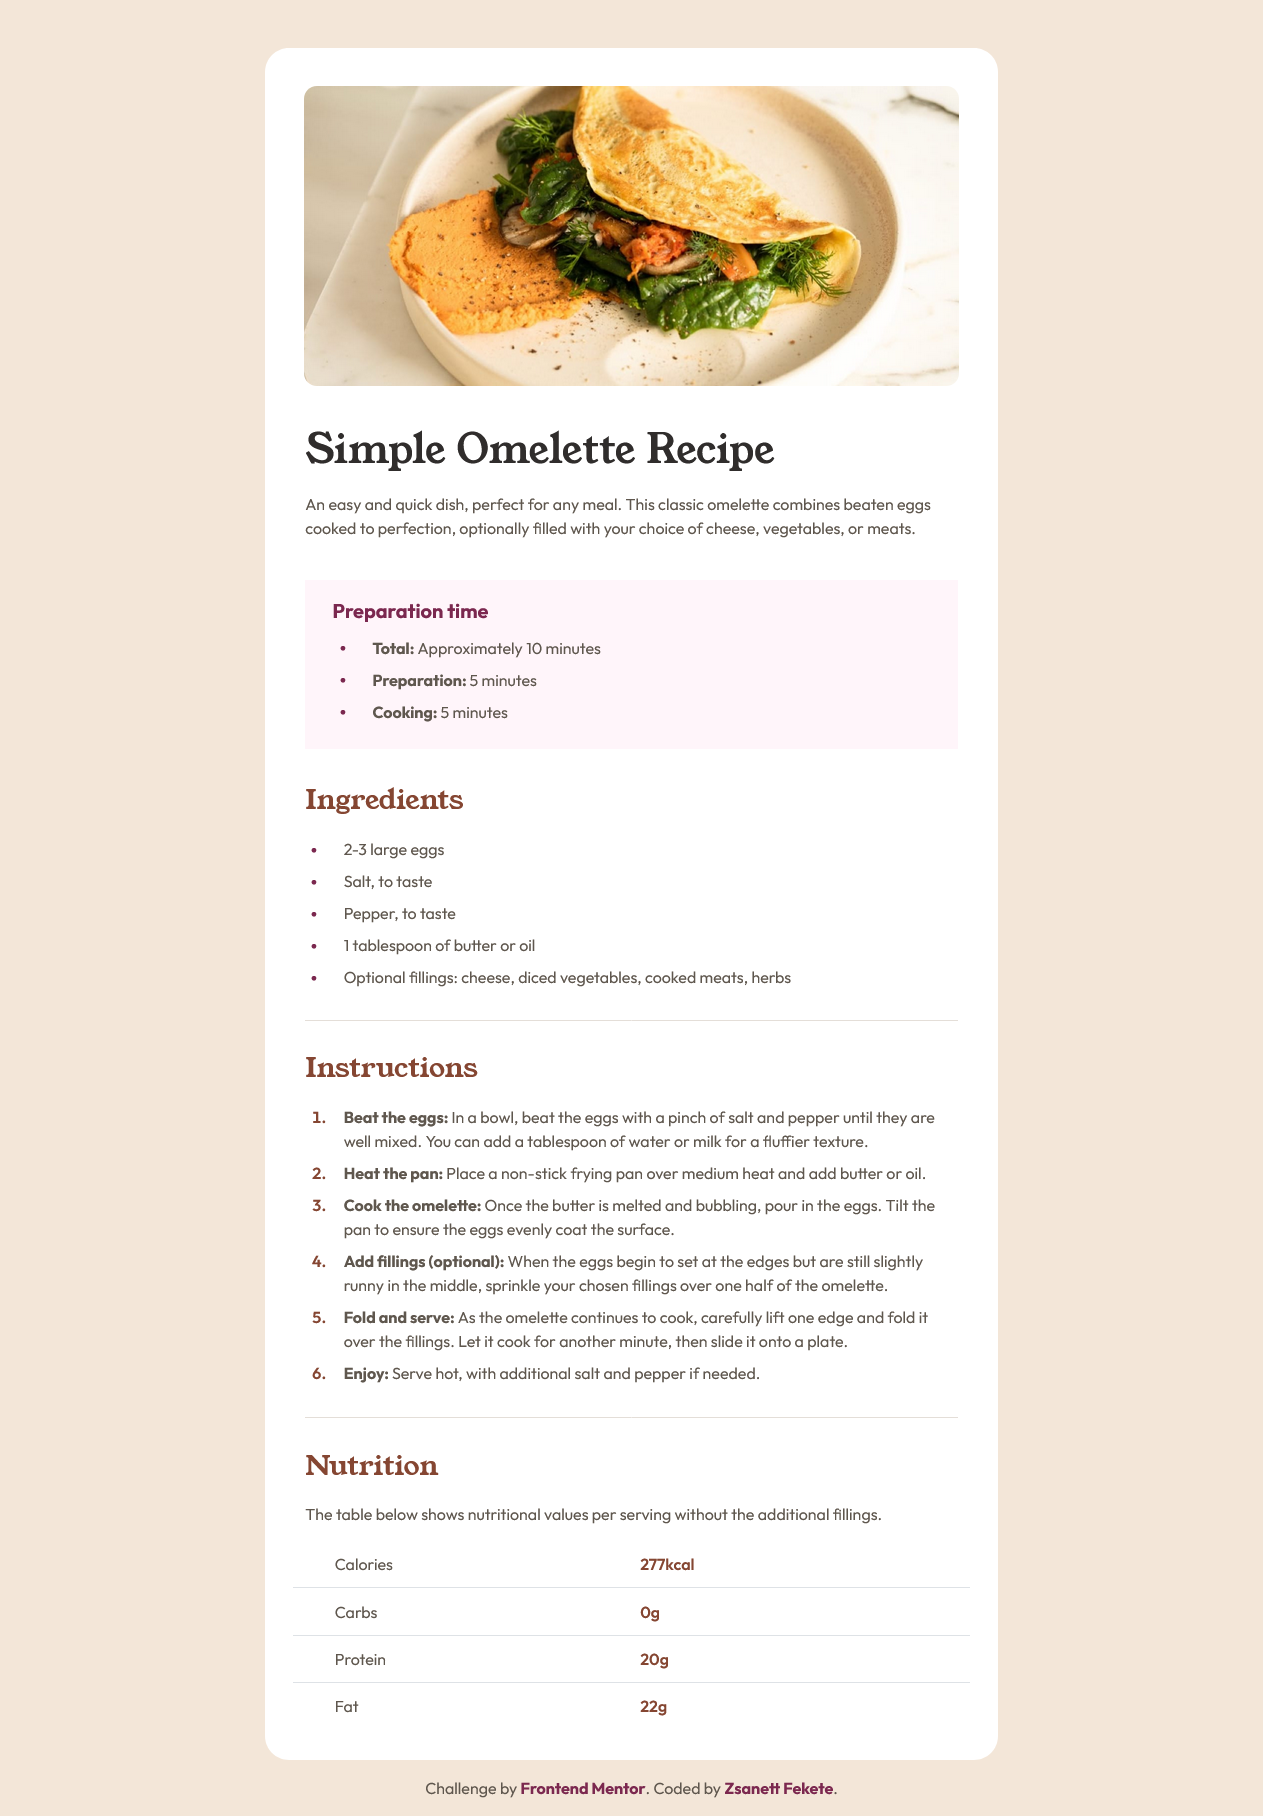 Simple Omelette Recipe
An easy and quick dish, perfect for any meal. This classic omelette combines beaten eggs
cooked to perfection, optionally filled with your choice of cheese, vegetables, or meats.
Preparation time
• Total: Approximately 10 minutes
• Preparation: 5 minutes
• Cooking: 5 minutes
Ingredients
• 2-3 large eggs
• Salt, to taste
• Pepper, to taste
• 1 tablespoon of butter or oil
• Optional fillings: cheese, diced vegetables, cooked meats, herbs
Instructions
1. Beat the eggs: In a bowl, beat the eggs with a pinch of salt and pepper until they are
well mixed. You can add a tablespoon of water or milk for a fluffier texture.
2. Heat the pan: Place a non-stick frying pan over medium heat and add butter or oil.
3. Cook the omelette: Once the butter is melted and bubbling, pour in the eggs. Tilt the
pan to ensure the eggs evenly coat the surface.
4. Add fillings (optional): When the eggs begin to set at the edges but are still slightly
runny in the middle, sprinkle your chosen fillings over one half of the omelette.
5. Fold and serve: As the omelette continues to cook, carefully lift one edge and fold it
over the fillings. Let it cook for another minute, then slide it onto a plate.
6. Enjoy: Serve hot, with additional salt and pepper if needed.
Nutrition
The table below shows nutritional values per serving without the additional fillings.
Calories 277kcal
Carbs 0g
Protein 20g
Fat 22g
Challenge by Frontend Mentor. Coded by Zsanett Fekete.